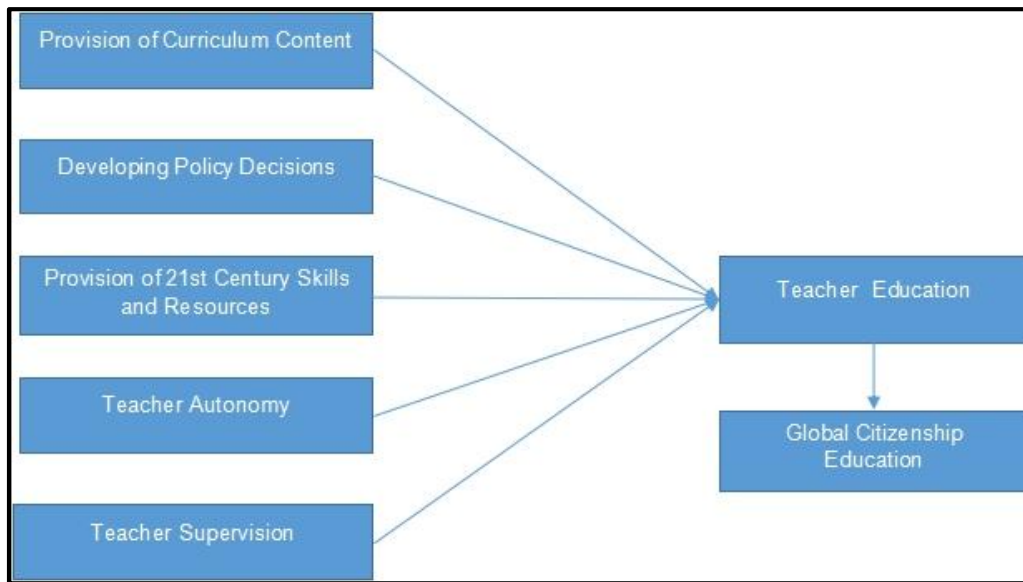 Provision of Curriculum Content
Developing Policy Decisions
Provision of 21st Century Skills
and Resources
Teacher Autonomy
Teacher Supervision
Teacher Education
Global Citizenship
Education